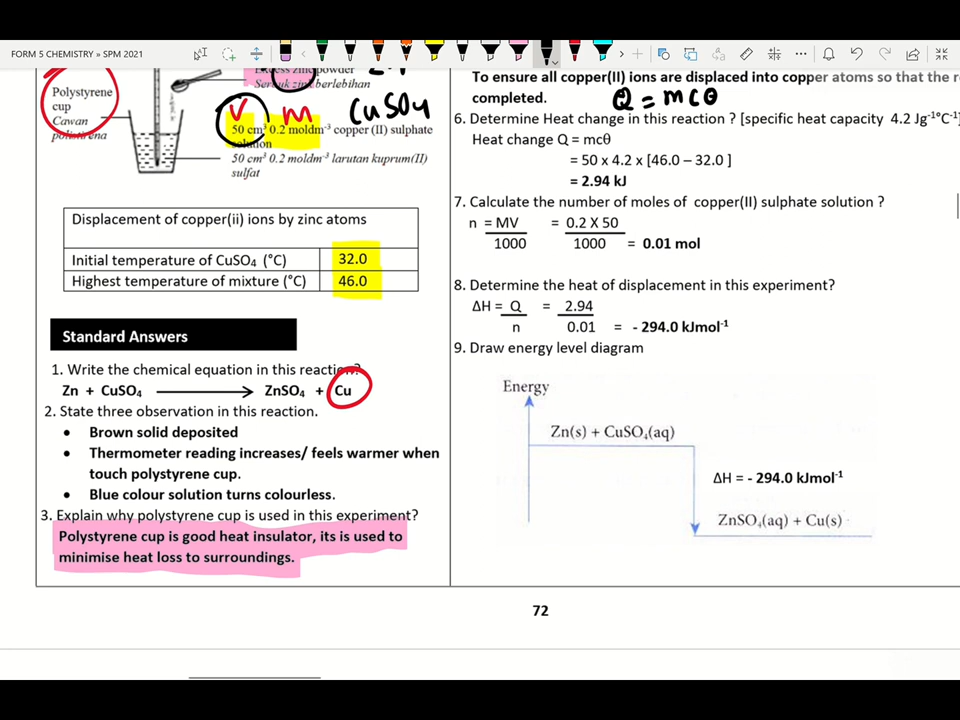 FORM 5 CHEMISTRY » SPM 2021
Excess zinc powder
Serbuk zink berlebihan
Polystyrene
cup
Cawan
polistirena
V m CuSO4
50 cm³ 0.2 moldm⁻³ copper (II) sulphate
solution
50 cm³ 0.2 moldm⁻³ larutan kuprum(II)
sulfat
Displacement of copper(ii) ions by zinc atoms
Initial temperature of CuSO₄ (°C) 32.0
Highest temperature of mixture (°C) 46.0
Standard Answers
1. Write the chemical equation in this reaction?
Zn + CuSO₄ ⟶ ZnSO₄ + Cu
2. State three observation in this reaction.
• Brown solid deposited
• Thermometer reading increases/ feels warmer when
touch polystyrene cup.
• Blue colour solution turns colourless.
3. Explain why polystyrene cup is used in this experiment?
Polystyrene cup is good heat insulator, its is used to
minimise heat loss to surroundings.
To ensure all copper(II) ions are displaced into copper atoms so that the
completed.
Q = mcθ
6. Determine Heat change in this reaction ? [specific heat capacity 4.2 Jg⁻¹°C⁻¹]
Heat change Q = mcθ
= 50 x 4.2 x [46.0 – 32.0 ]
= 2.94 kJ
7. Calculate the number of moles of copper(II) sulphate solution ?
n = MV = 0.2 X 50
1000 1000 = 0.01 mol
8. Determine the heat of displacement in this experiment?
ΔH = Q = 2.94
n 0.01 = - 294.0 kJmol⁻¹
9. Draw energy level diagram
Energy
Zn(s) + CuSO₄(aq)
ΔH = - 294.0 kJmol⁻¹
ZnSO₄(aq) + Cu(s)
72